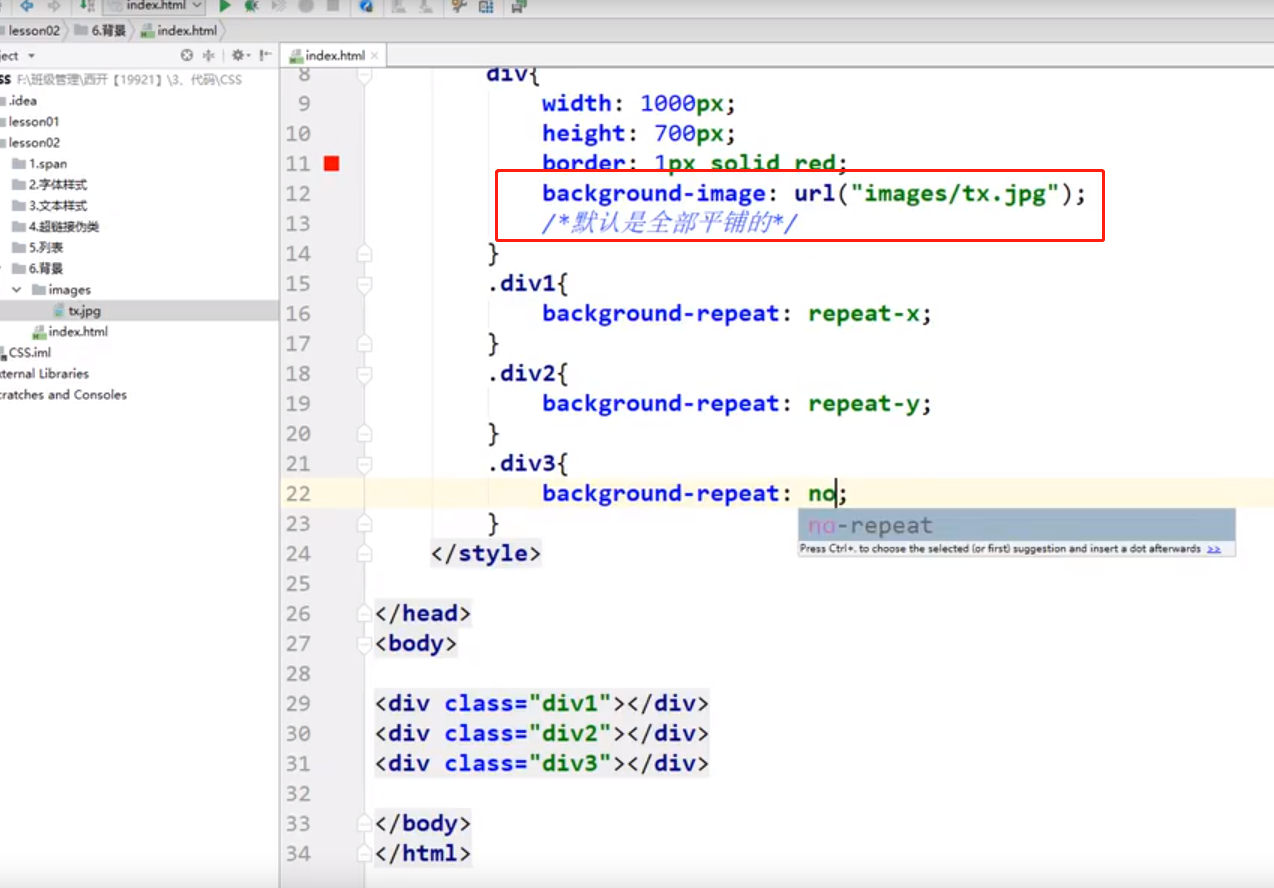 index.html
lesson02 6.背景 index.html
ject
index.html
SS F:\班级管理\西开【19921】\3、代码\CSS
.idea
lesson01
lesson02
1.span
2.字体样式
3.文本样式
4.超链接伪类
5.列表
6.背景
images
tx.jpg
index.html
CSS.iml
ternal Libraries
ratches and Consoles
8 div{
9 width: 1000px;
10 height: 700px;
11 border: 1px solid red;
12 background-image: url("images/tx.jpg");
13 /*默认是全部平铺的*/
14 }
15 .div1{
16 background-repeat: repeat-x;
17 }
18 .div2{
19 background-repeat: repeat-y;
20 }
21 .div3{
22 background-repeat: no;
no-repeat
23 }
Press Ctrl+. to choose the selected (or first) suggestion and insert a dot afterwards >>
24 </style>
25
26 </head>
27 <body>
28
29 <div class="div1"></div>
30 <div class="div2"></div>
31 <div class="div3"></div>
32
33 </body>
34 </html>